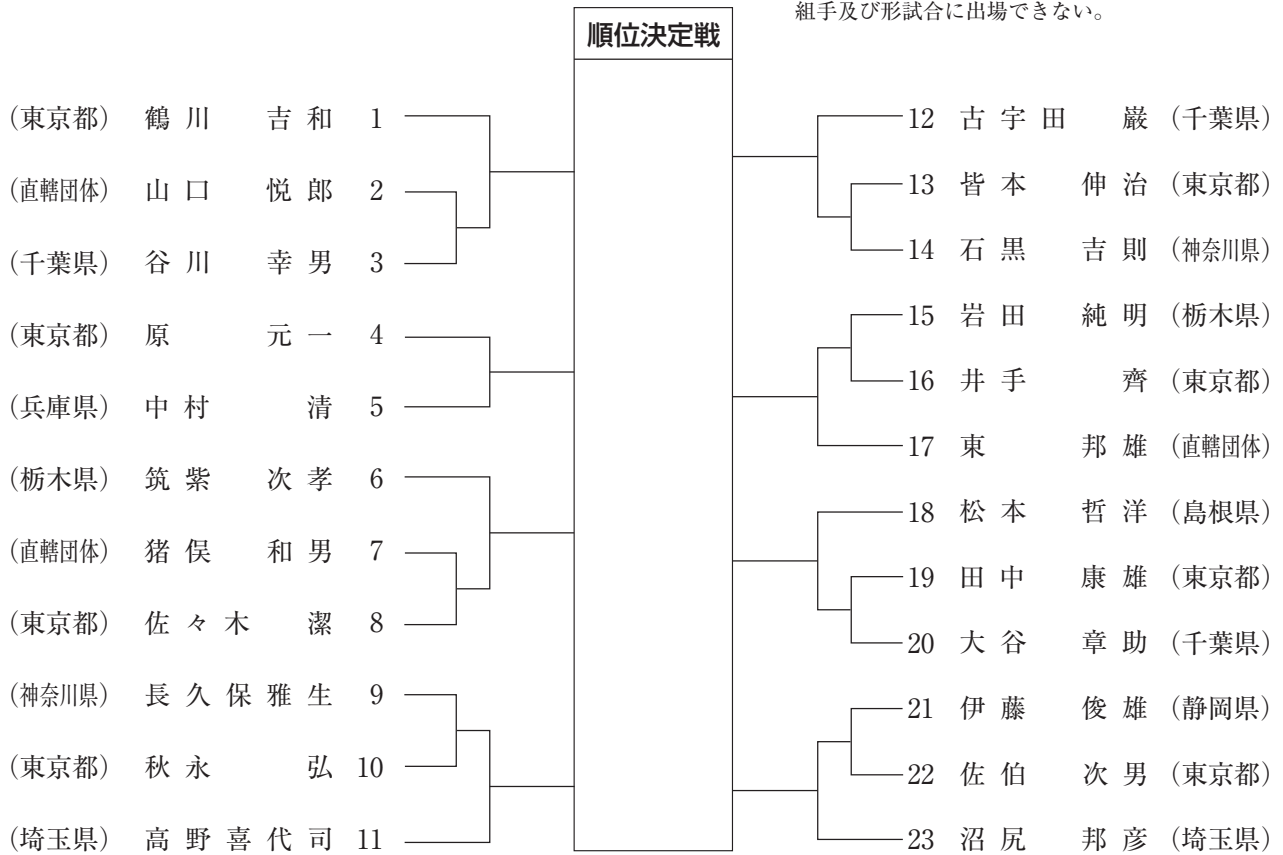 組手及び形試合に出場できない。
順位決定戦
(東京都) 鶴川 吉和 1
(直轄団体) 山口 悦郎 2
(千葉県) 谷川 幸男 3
(東京都) 原 元一 4
(兵庫県) 中村 清 5
(栃木県) 筑紫 次孝 6
(直轄団体) 猪俣 和男 7
(東京都) 佐々木 潔 8
(神奈川県) 長久保雅生 9
(東京都) 秋永 弘 10
(埼玉県) 高野喜代司 11
12 古宇田 巌 (千葉県)
13 皆本 伸治 (東京都)
14 石黒 吉則 (神奈川県)
15 岩田 純明 (栃木県)
16 井手 齊 (東京都)
17 東 邦雄 (直轄団体)
18 松本 哲洋 (島根県)
19 田中 康雄 (東京都)
20 大谷 章助 (千葉県)
21 伊藤 俊雄 (静岡県)
22 佐伯 次男 (東京都)
23 沼尻 邦彦 (埼玉県)